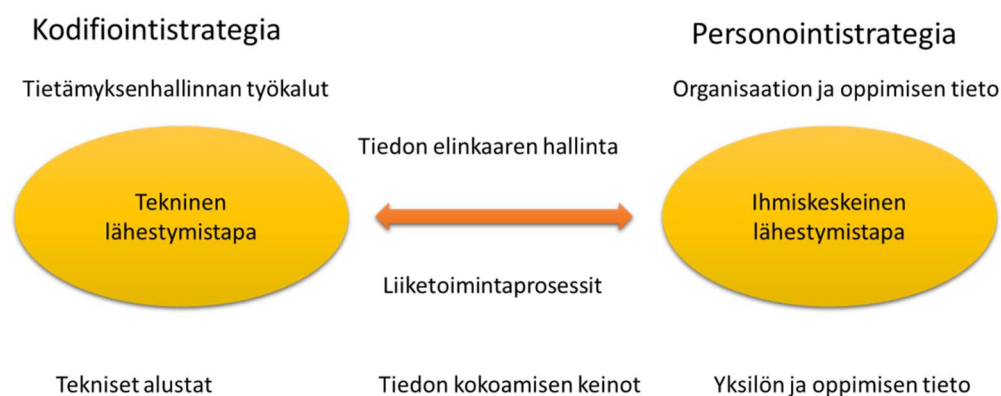 Kodifiointistrategia
Personointistrategia
Tietämyksenhallinnan työkalut
Organisaation ja oppimisen tieto
Tiedon elinkaaren hallinta
Tekninen
lähestymistapa
Ihmiskeskeinen
lähestymistapa
Liiketoimintaprosessit
Tekniset alustat
Tiedon kokoamisen keinot
Yksilön ja oppimisen tieto